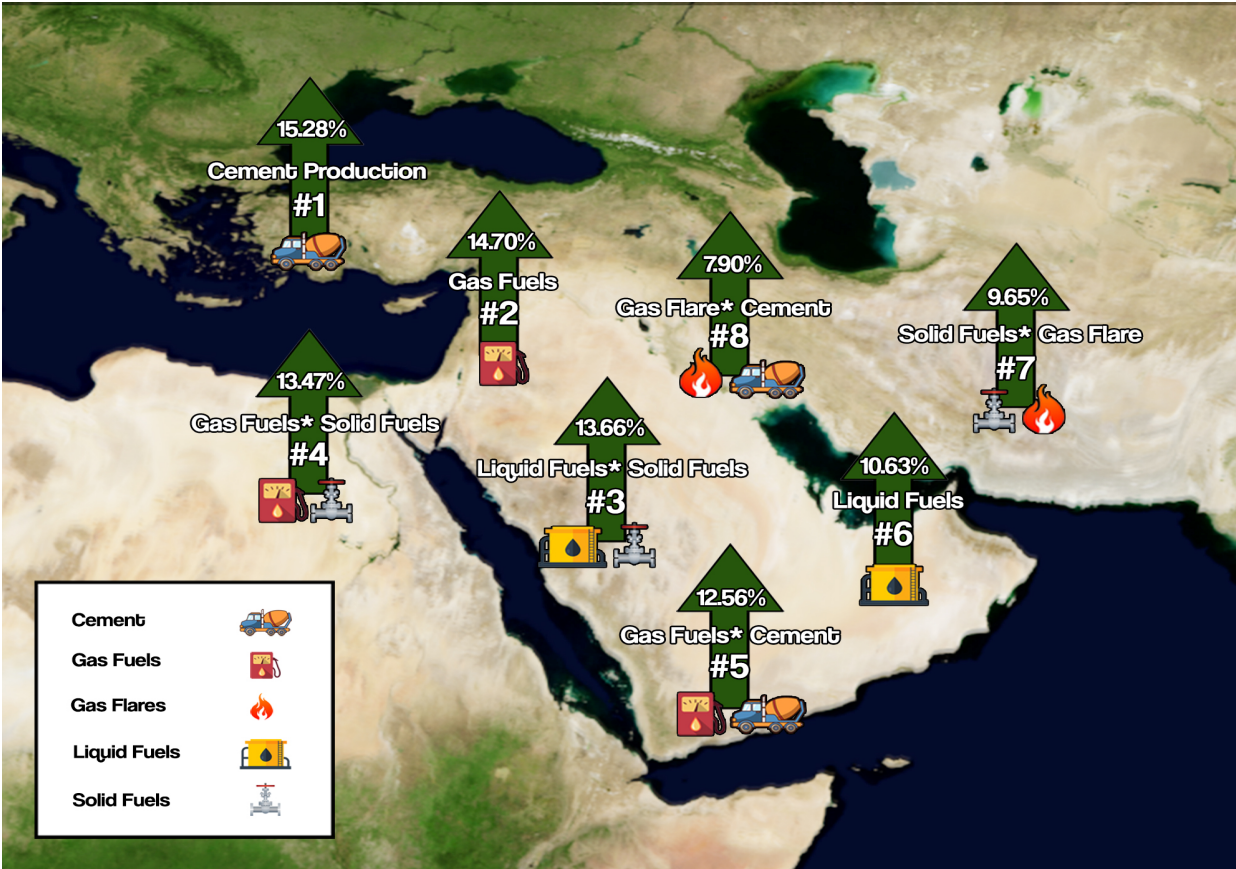 15.28%
Cement Production
#1
14.70%
Gas Fuels
#2
7.90%
Gas Flare* Cement
#8
9.65%
Solid Fuels* Gas Flare
#7
13.47%
Gas Fuels* Solid Fuels
#4
13.66%
Liquid Fuels* Solid Fuels
#3
10.63%
Liquid Fuels
#6
12.56%
Gas Fuels* Cement
#5
Cement
Gas Fuels
Gas Flares
Liquid Fuels
Solid Fuels